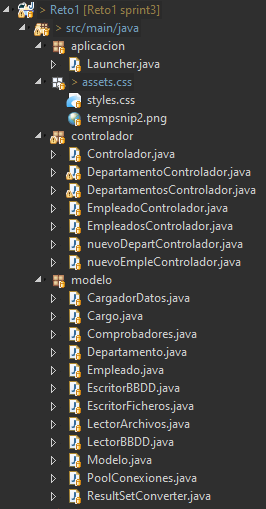 > Reto1 [Reto1 sprint3]
> src/main/java
aplicacion
Launcher.java
> assets.css
styles.css
tempsnip2.png
controlador
Controlador.java
DepartamentoControlador.java
DepartamentosControlador.java
EmpleadoControlador.java
EmpleadosControlador.java
nuevoDepartControlador.java
nuevoEmpleControlador.java
modelo
CargadorDatos.java
Cargo.java
Comprobadores.java
Departamento.java
Empleado.java
EscritorBBDD.java
EscritorFicheros.java
LectorArchivos.java
LectorBBDD.java
Modelo.java
PoolConexiones.java
ResultSetConverter.java